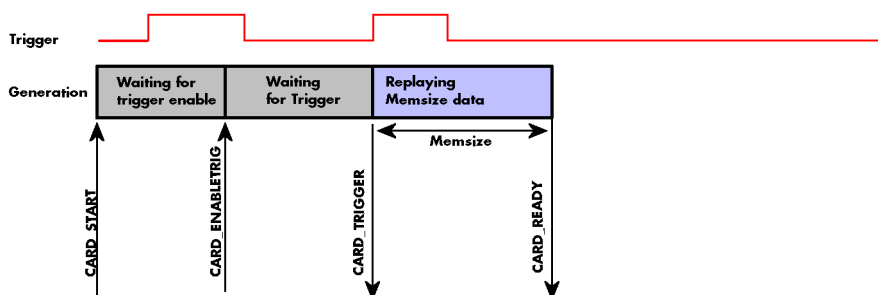 Trigger
Generation
Waiting for
trigger enable
Waiting
for Trigger
Replaying
Memsize data
Memsize
CARD_START
CARD_ENABLETRIG
CARD_TRIGGER
CARD_READY